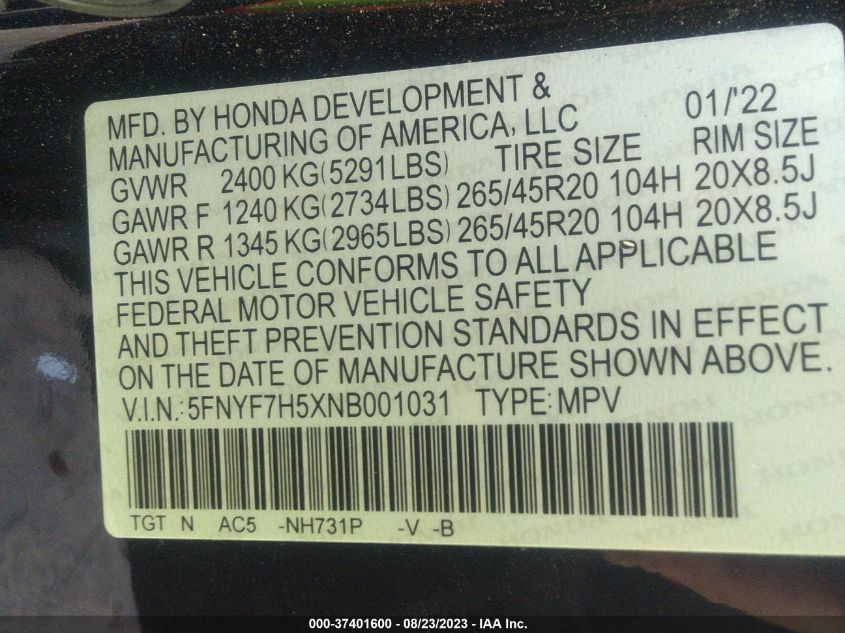 MFD. BY HONDA DEVELOPMENT &
MANUFACTURING OF AMERICA, LLC 01/'22
GVWR 2400 KG(5291LBS) TIRE SIZE RIM SIZE
GAWR F 1240 KG(2734LBS) 265/45R20 104H 20X8.5J
GAWR R 1345 KG(2965LBS) 265/45R20 104H 20X8.5J
THIS VEHICLE CONFORMS TO ALL APPLICABLE
FEDERAL MOTOR VEHICLE SAFETY
AND THEFT PREVENTION STANDARDS IN EFFECT
ON THE DATE OF MANUFACTURE SHOWN ABOVE.
V.I.N.: 5FNYF7H5XNB001031 TYPE: MPV
TGT N AC5 -NH731P -V -B
000-37401600 - 08/23/2023 - IAA Inc.